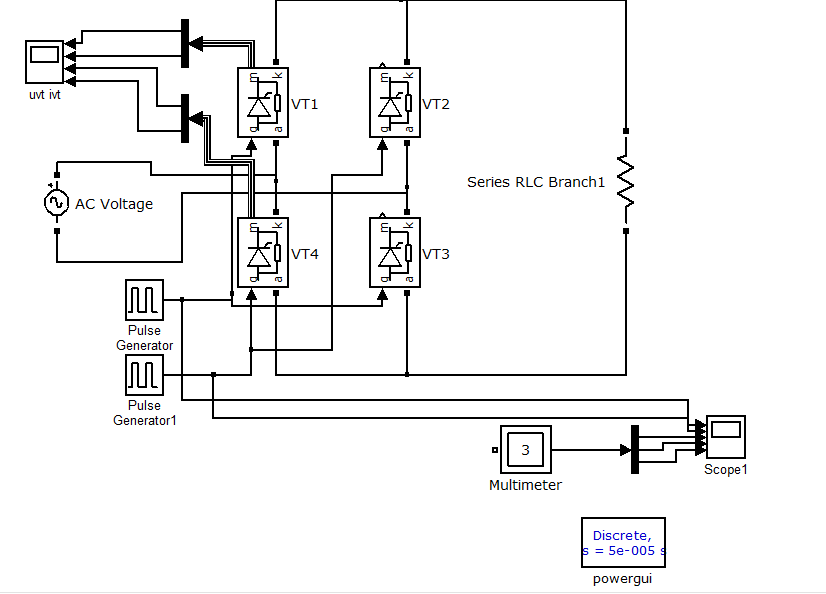 m
k
g
a
VT1
m
k
g
a
VT2
uvt ivt
Series RLC Branch1
AC Voltage
m
k
g
a
VT4
m
k
g
a
VT3
Pulse
Generator
Pulse
Generator1
3
Multimeter
Scope1
Discrete,
s = 5e-005 s
powergui